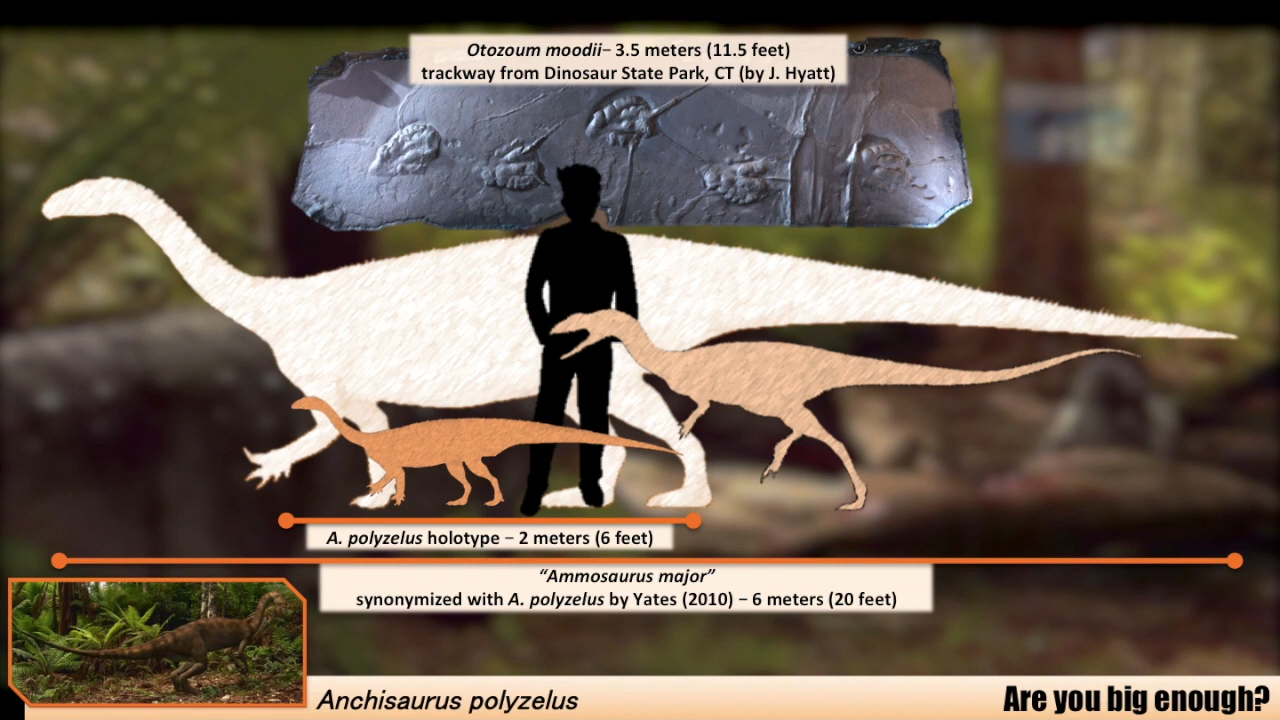 Otozoum moodii– 3.5 meters (11.5 feet)
trackway from Dinosaur State Park, CT (by J. Hyatt)
A. polyzelus holotype – 2 meters (6 feet)
“Ammosaurus major”
synonymized with A. polyzelus by Yates (2010) – 6 meters (20 feet)
Anchisaurus polyzelus
Are you big enough?